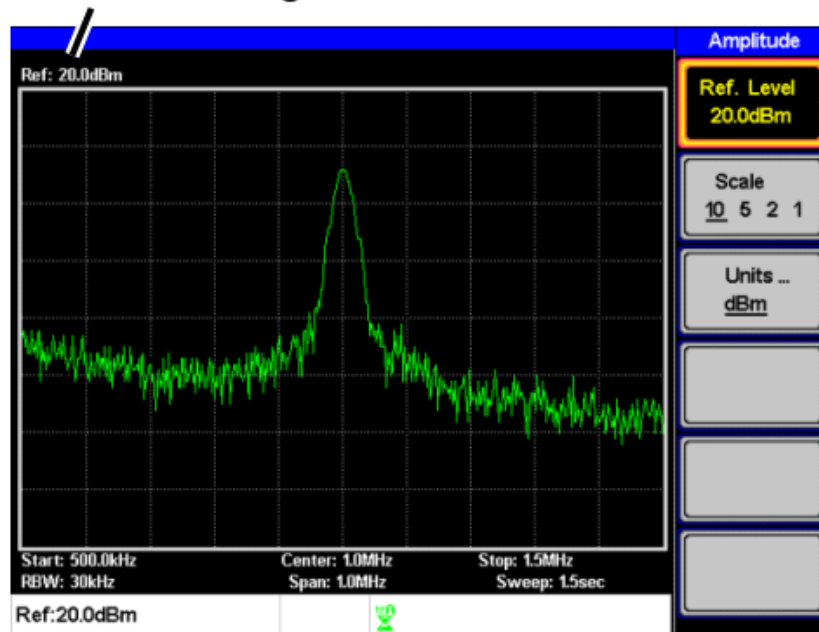 Amplitude
Ref: 20.0dBm
Ref. Level
20.0dBm
Scale
10 5 2 1
Units ...
dBm
Start: 500.0kHz Center: 1.0MHz Stop: 1.5MHz
RBW: 30kHz Span: 1.0MHz Sweep: 1.5sec
Ref:20.0dBm